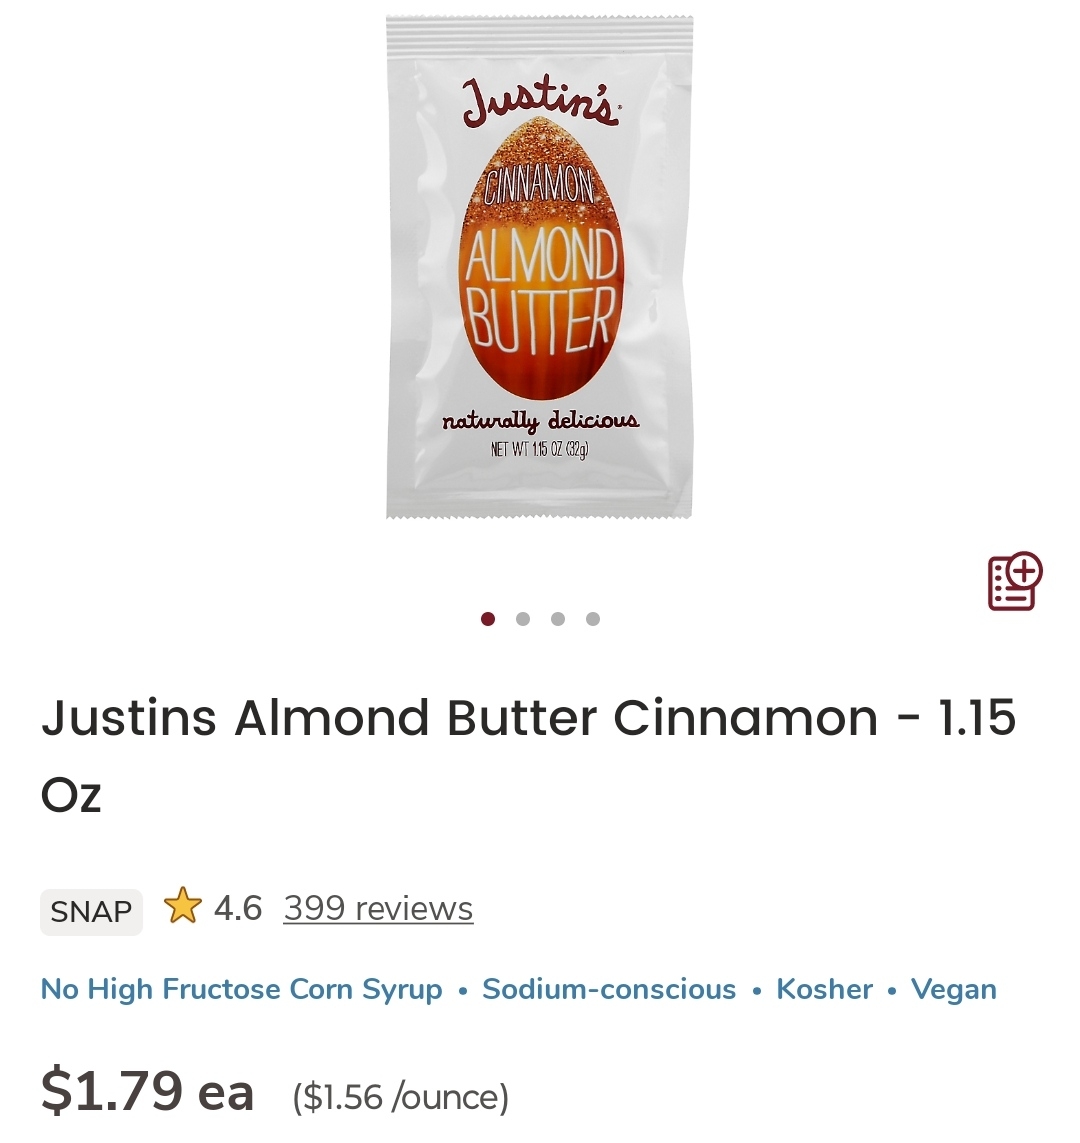 Justin's
CINNAMON
ALMOND
BUTTER
naturally delicious
NET WT 1.15 OZ (32g)
Justins Almond Butter Cinnamon - 1.15
Oz
SNAP 4.6 399 reviews
No High Fructose Corn Syrup • Sodium-conscious • Kosher • Vegan
$1.79 ea ($1.56 /ounce)